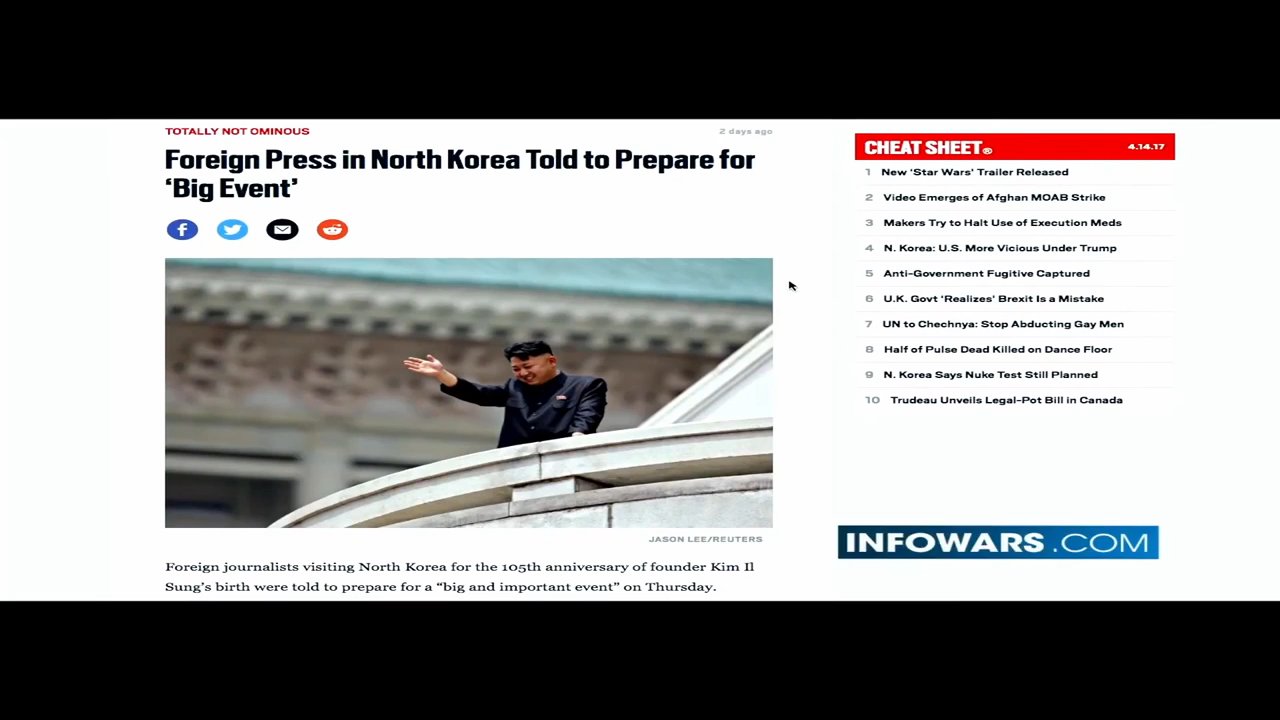 TOTALLY NOT OMINOUS
2 days ago
Foreign Press in North Korea Told to Prepare for
‘Big Event’
f
JASON LEE/REUTERS
Foreign journalists visiting North Korea for the 105th anniversary of founder Kim Il
Sung’s birth were told to prepare for a “big and important event” on Thursday.
CHEAT SHEET®
4.14.17
1 New ‘Star Wars’ Trailer Released
2 Video Emerges of Afghan MOAB Strike
3 Makers Try to Halt Use of Execution Meds
4 N. Korea: U.S. More Vicious Under Trump
5 Anti-Government Fugitive Captured
6 U.K. Govt ‘Realizes’ Brexit Is a Mistake
7 UN to Chechnya: Stop Abducting Gay Men
8 Half of Pulse Dead Killed on Dance Floor
9 N. Korea Says Nuke Test Still Planned
10 Trudeau Unveils Legal-Pot Bill in Canada
INFOWARS.COM